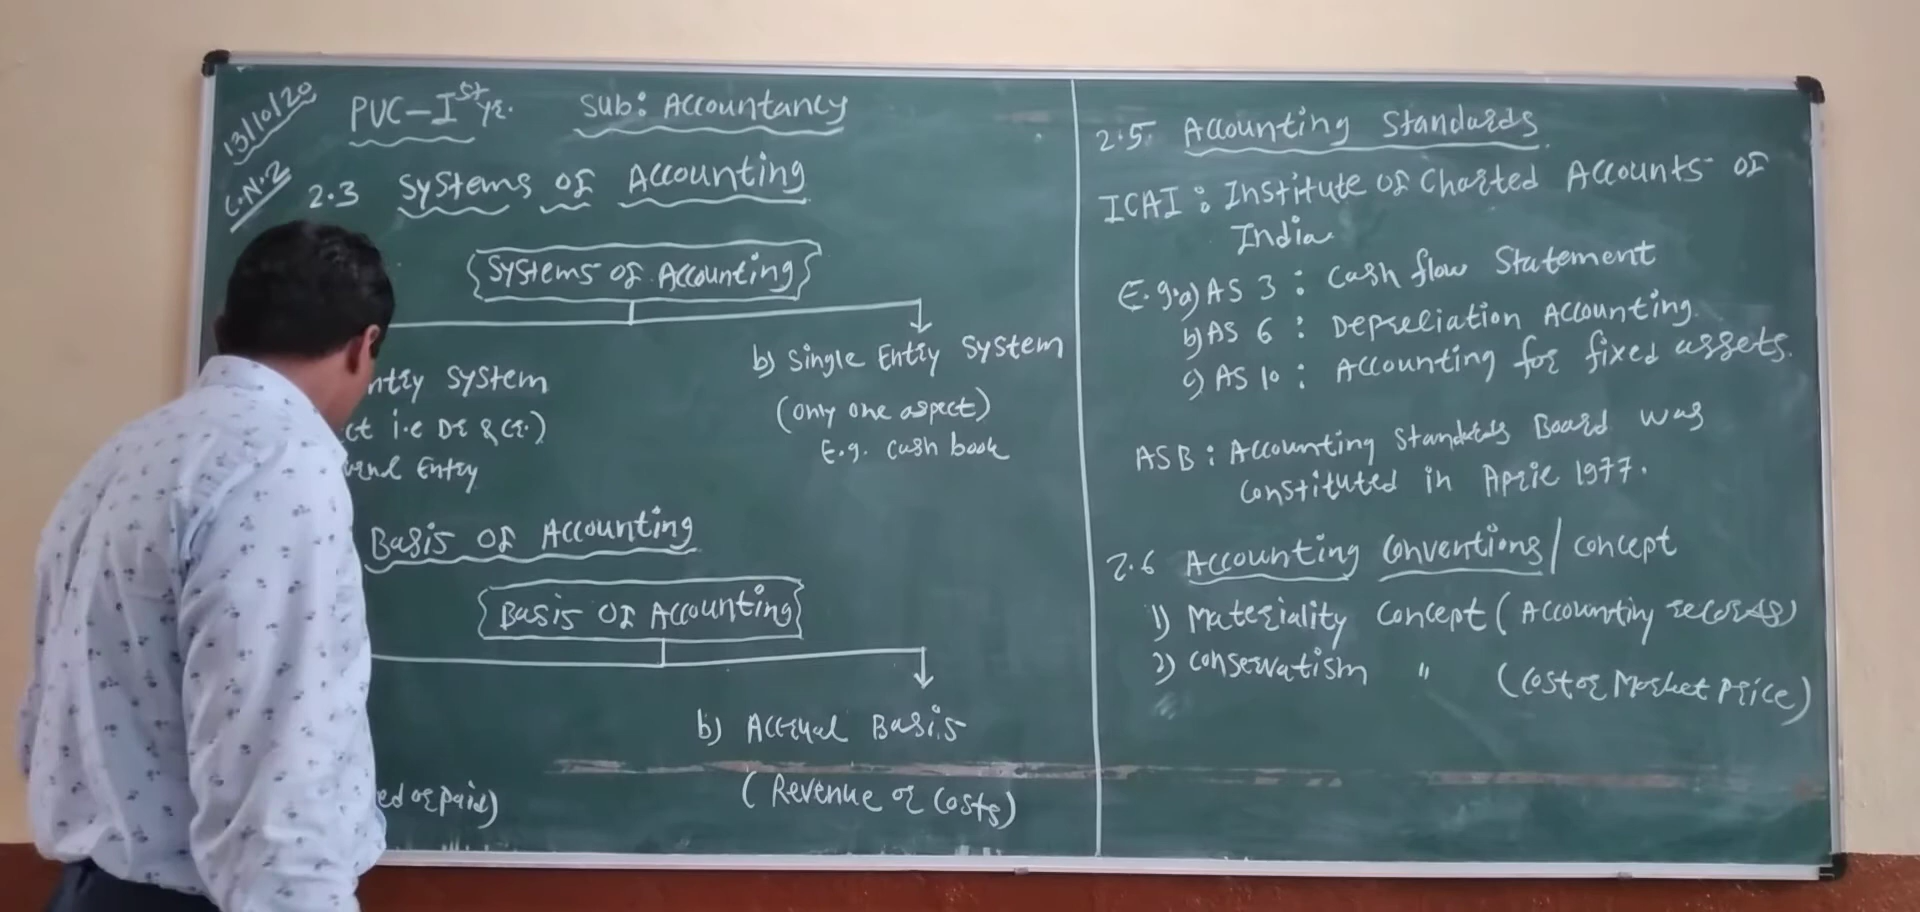 13/10/20
C.N.2
PUC-Ist yr. Sub: Accountancy
2.3 Systems of Accounting
Systems of Accounting
ntry System
ct i.e Dr & Cr.)
Entry
b) Single Entry System
(Only one aspect)
E.g. Cash book
Basis of Accounting
Basis of Accounting
ed or paid)
b) Accrual Basis
(Revenue or Costs)
2.5. Accounting Standards.
ICAI : Institute of Charted Accounts of
India
E.g. a) AS 3 : Cash flow Statement
b) AS 6 : Depreciation Accounting.
c) AS 10 : Accounting for fixed assets.
ASB : Accounting Standards Board was
Constituted in April 1977.
2.6 Accounting Conventions / Concept
1) Materiality Concept (Accounting records)
2) Conservatism " (Cost or Market Price)